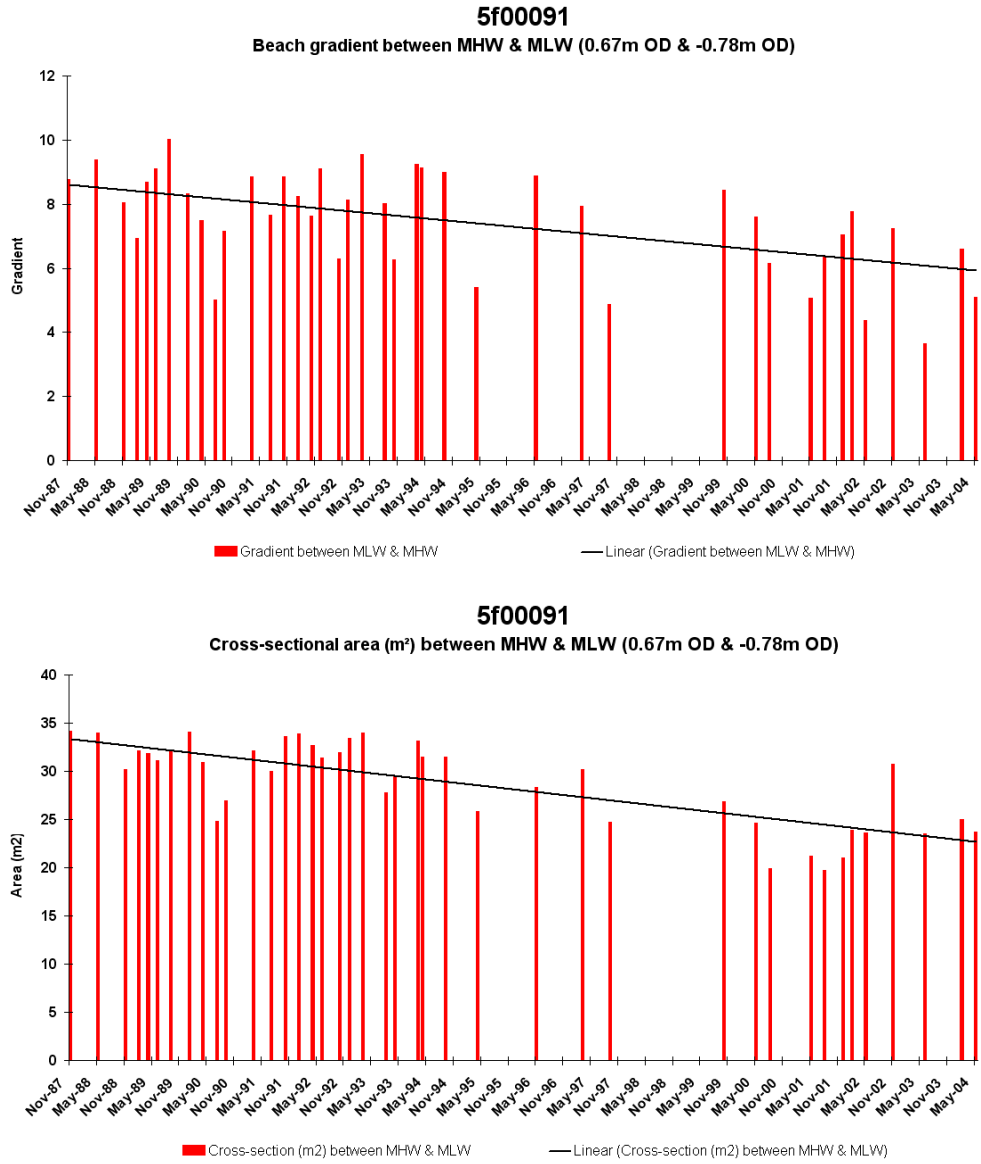 5f00091
Beach gradient between MHW & MLW (0.67m OD & -0.78m OD)
12
10
8
6
4
2
0
Gradient
Nov-87 May-88 Nov-88 May-89 Nov-89 May-90 Nov-90 May-91 Nov-91 May-92 Nov-92 May-93 Nov-93 May-94 Nov-94 May-95 Nov-95 May-96 Nov-96 May-97 Nov-97 May-98 Nov-98 May-99 Nov-99 May-00 Nov-00 May-01 Nov-01 May-02 Nov-02 May-03 Nov-03 May-04
Gradient between MLW & MHW Linear (Gradient between MLW & MHW)
5f00091
Cross-sectional area (m²) between MHW & MLW (0.67m OD & -0.78m OD)
40
35
30
25
20
15
10
5
0
Area (m2)
Nov-87 May-88 Nov-88 May-89 Nov-89 May-90 Nov-90 May-91 Nov-91 May-92 Nov-92 May-93 Nov-93 May-94 Nov-94 May-95 Nov-95 May-96 Nov-96 May-97 Nov-97 May-98 Nov-98 May-99 Nov-99 May-00 Nov-00 May-01 Nov-01 May-02 Nov-02 May-03 Nov-03 May-04
Cross-section (m2) between MHW & MLW Linear (Cross-section (m2) between MHW & MLW)